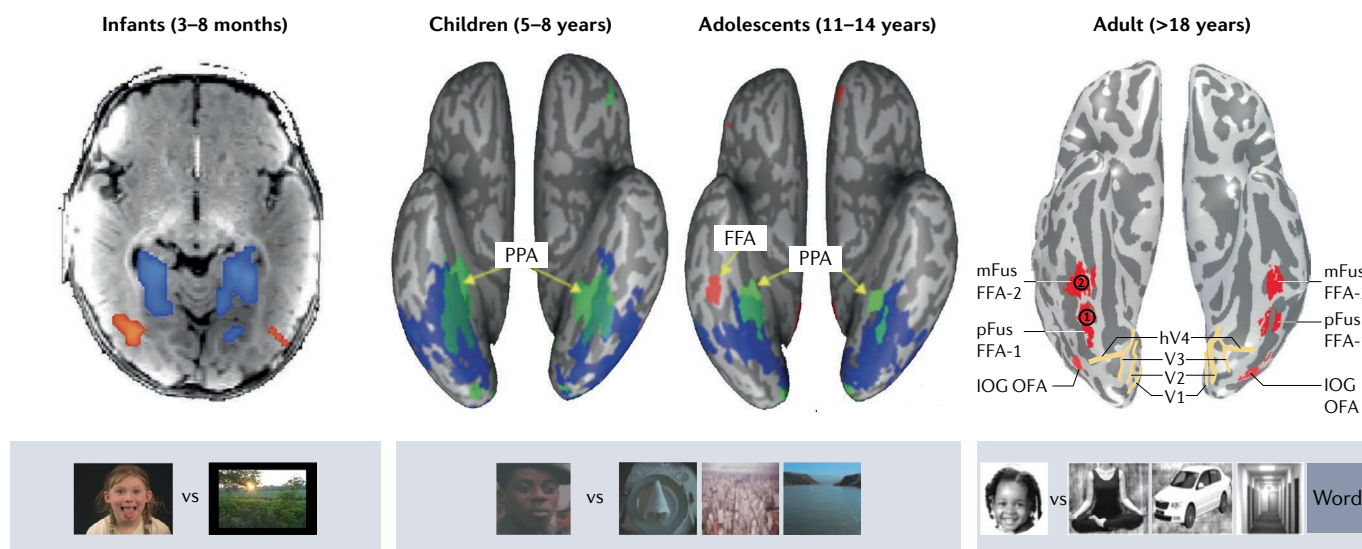 Infants (3–8 months)
Children (5–8 years)
Adolescents (11–14 years)
Adult (>18 years)
PPA
FFA
PPA
mFus
FFA-2
pFus
FFA-1
IOG OFA
2
1
hV4
V3
V2
V1
mFus
FFA-
pFus
FFA-
IOG
OFA
vs
vs
vs
Word